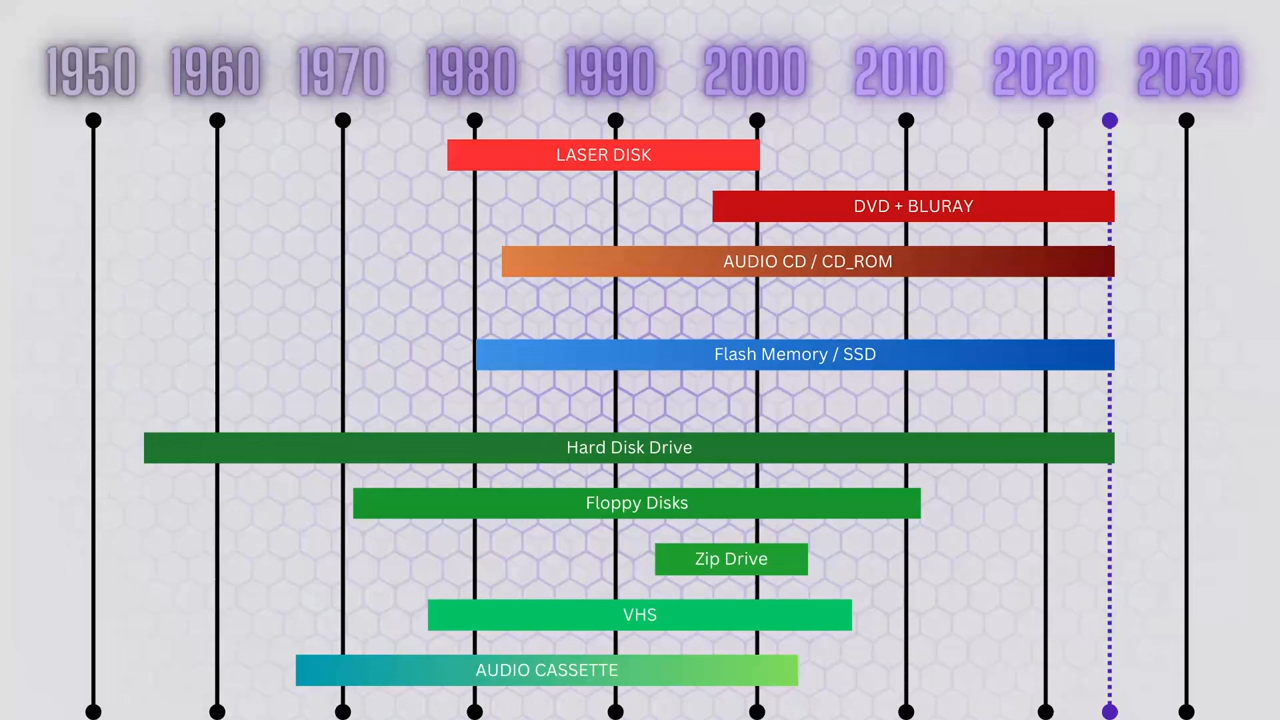 1950 1960 1970 1980 1990 2000 2010 2020 2030
LASER DISK
DVD + BLURAY
AUDIO CD / CD_ROM
Flash Memory / SSD
Hard Disk Drive
Floppy Disks
Zip Drive
VHS
AUDIO CASSETTE